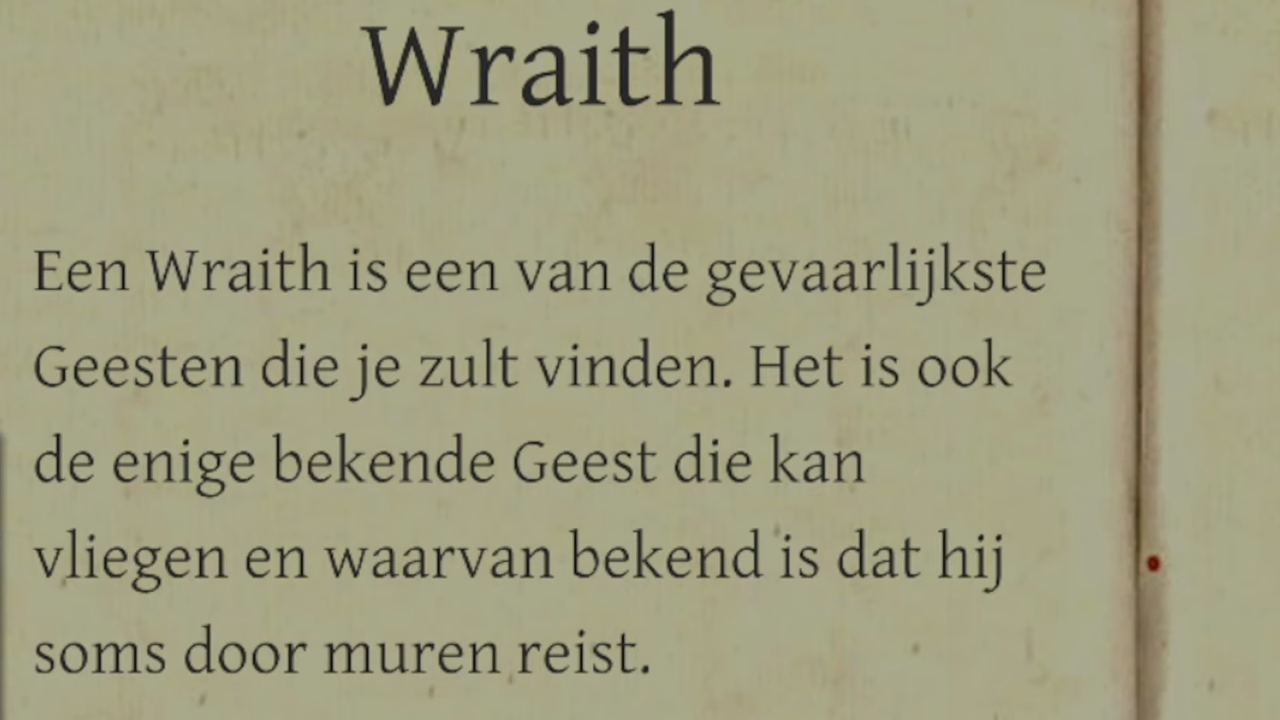 Wraith
Een Wraith is een van de gevaarlijkste
Geesten die je zult vinden. Het is ook
de enige bekende Geest die kan
vliegen en waarvan bekend is dat hij
soms door muren reist.